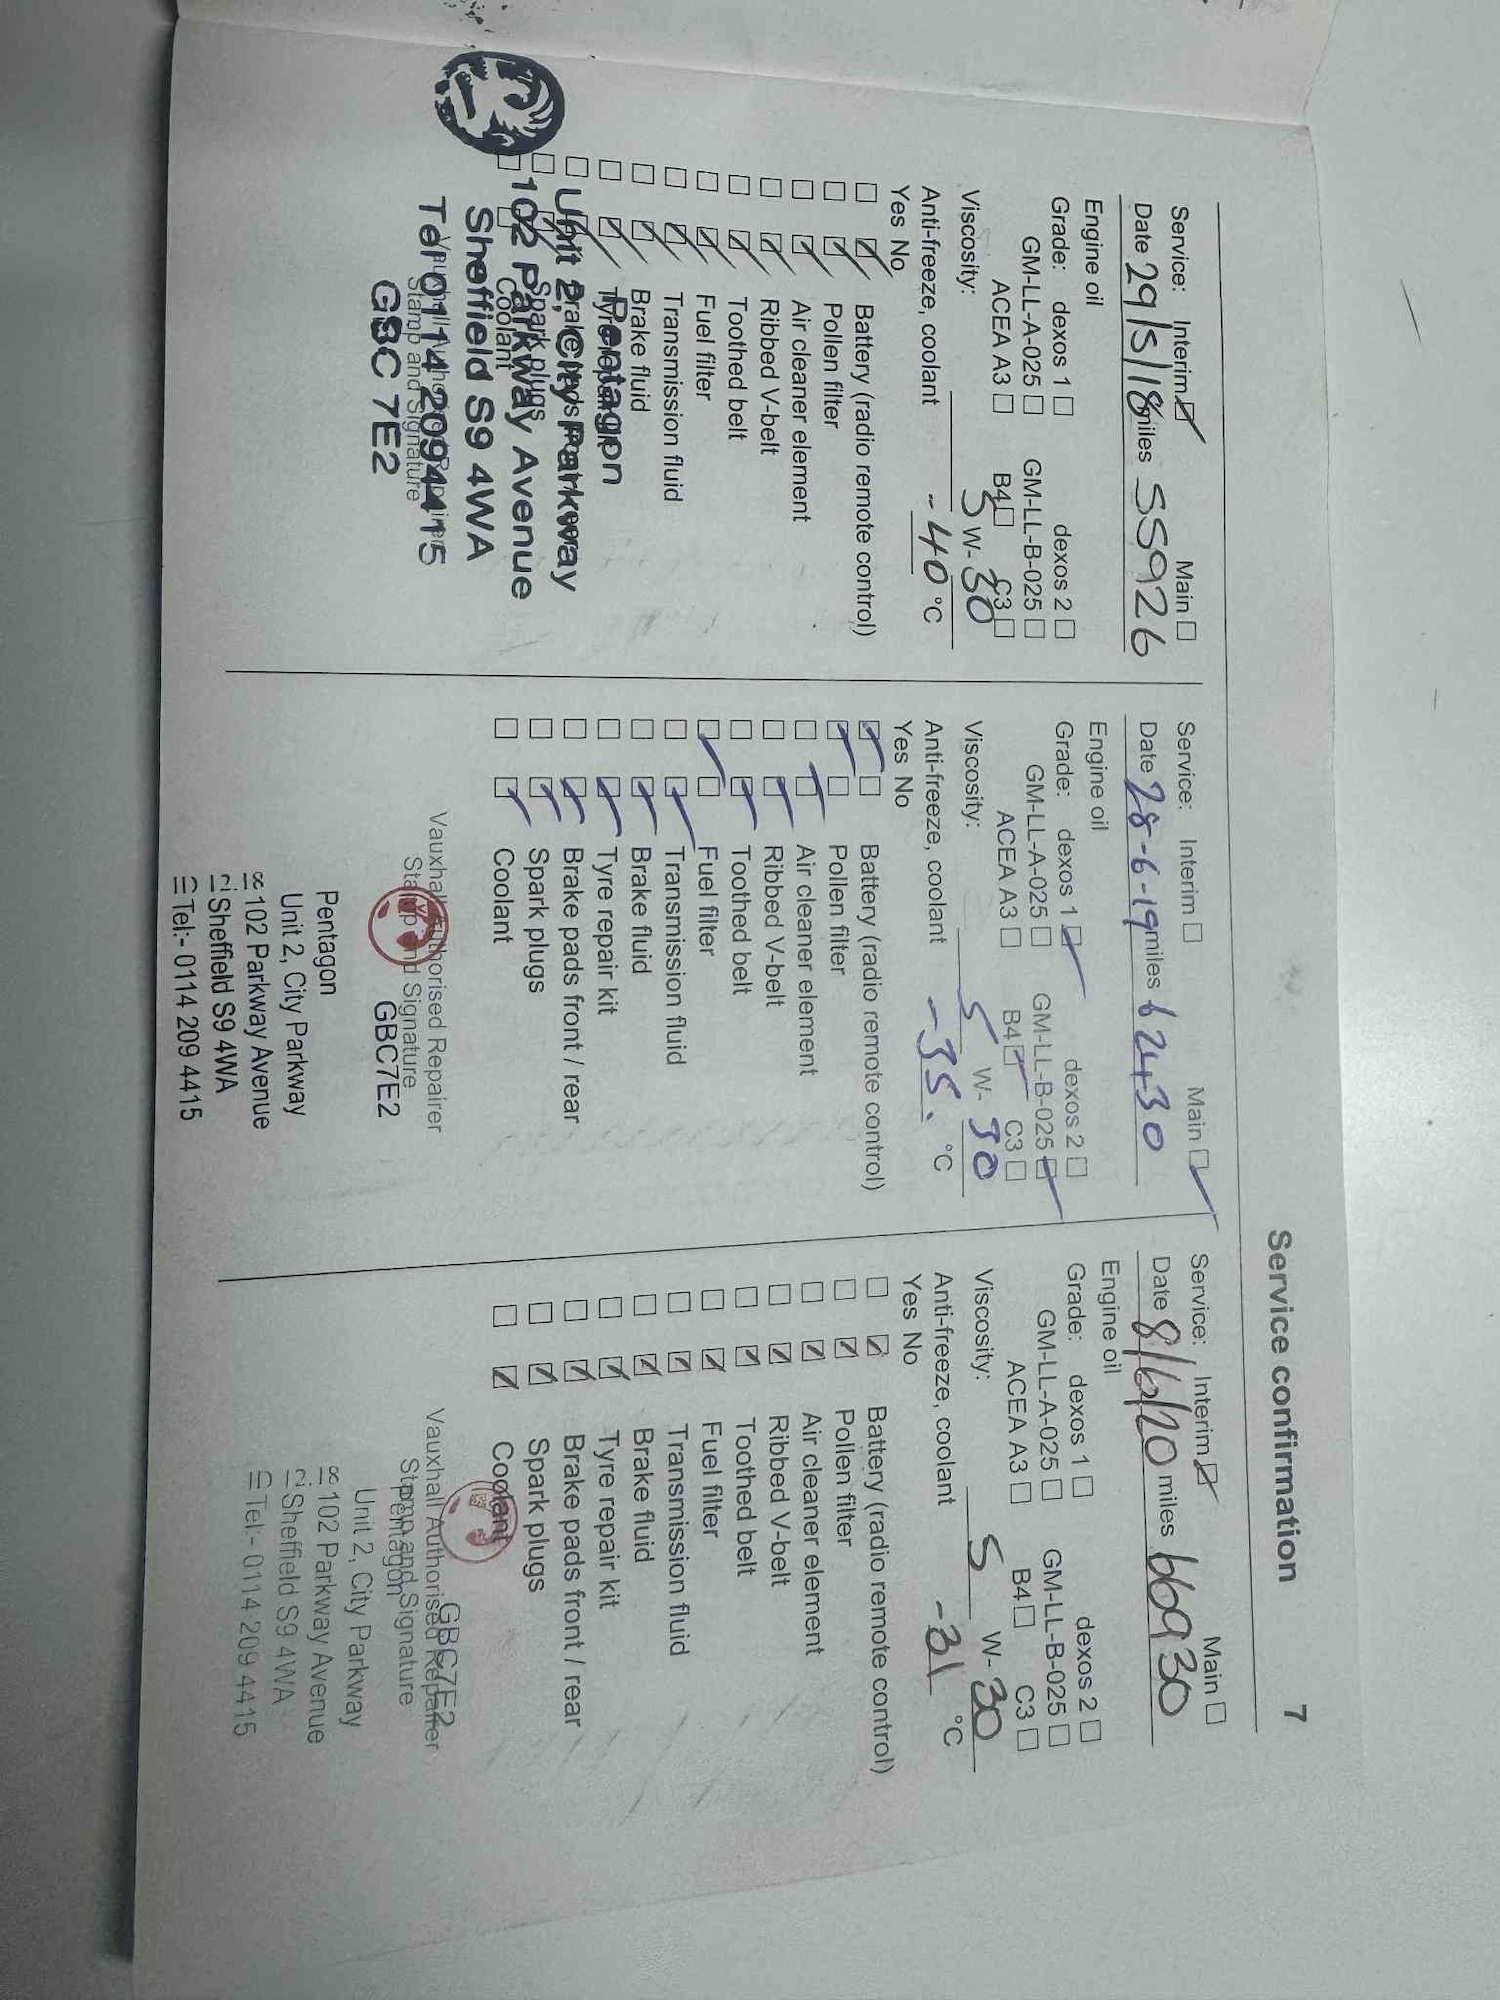 Service confirmation 7
Service: Interim ☑ Main ☐
Date 29/5/18 miles 55926
Engine oil
Grade: dexos 1 ☐ dexos 2 ☐
GM-LL-A-025 ☐ GM-LL-B-025 ☐
ACEA A3 ☐ B4 ☐ C3 ☐
Viscosity: 5 W- 30
Anti-freeze, coolant -40 °C
Yes No
☐ ☑ Battery (radio remote control)
☐ ☑ Pollen filter
☐ ☑ Air cleaner element
☐ ☑ Ribbed V-belt
☐ ☑ Toothed belt
☐ ☑ Fuel filter
☐ ☑ Transmission fluid
☐ ☑ Brake fluid
Pentagon
Unit 2, City Parkway
☐ Spark plugs
102 Parkway Avenue
☐ Coolant
Sheffield S9 4WA
Tel 0114 2094415
Stamp and Signature
GBC 7E2
Service: Interim ☐ Main ☑
Date 28-6-19 miles 62430
Engine oil
Grade: dexos 1 ☑ dexos 2 ☐
GM-LL-A-025 ☐ GM-LL-B-025 ☑
ACEA A3 ☐ B4 ☑ C3 ☐
Viscosity: 5 W- 30
Anti-freeze, coolant -35. °C
Yes No
☑ ☐ Battery (radio remote control)
☑ ☐ Pollen filter
☐ ☑ Air cleaner element
☐ ☑ Ribbed V-belt
☐ ☑ Toothed belt
☑ ☐ Fuel filter
☐ ☑ Transmission fluid
☐ ☑ Brake fluid
☐ ☑ Tyre repair kit
☐ ☑ Brake pads front / rear
☐ ☑ Spark plugs
☐ ☑ Coolant
Vauxhall Authorised Repairer
Stamp and Signature
GBC7E2
Pentagon
Unit 2, City Parkway
102 Parkway Avenue
Sheffield S9 4WA
Tel:- 0114 209 4415
Service: Interim ☑ Main ☐
Date 8/6/20 miles 66930
Engine oil
Grade: dexos 1 ☐ dexos 2 ☐
GM-LL-A-025 ☐ GM-LL-B-025 ☐
ACEA A3 ☐ B4 ☐ C3 ☐
Viscosity: 5 W- 30
Anti-freeze, coolant -31 °C
Yes No
☐ ☑ Battery (radio remote control)
☐ ☑ Pollen filter
☐ ☑ Air cleaner element
☐ ☑ Ribbed V-belt
☐ ☑ Toothed belt
☐ ☑ Fuel filter
☐ ☑ Transmission fluid
☐ ☑ Brake fluid
☐ ☑ Tyre repair kit
☐ ☑ Brake pads front / rear
☐ ☑ Spark plugs
☐ ☑ Coolant
GBC7E2
Vauxhall Authorised Repairer
Stamp and Signature
Pentagon
Unit 2, City Parkway
102 Parkway Avenue
Sheffield S9 4WA
Tel:- 0114 209 4415